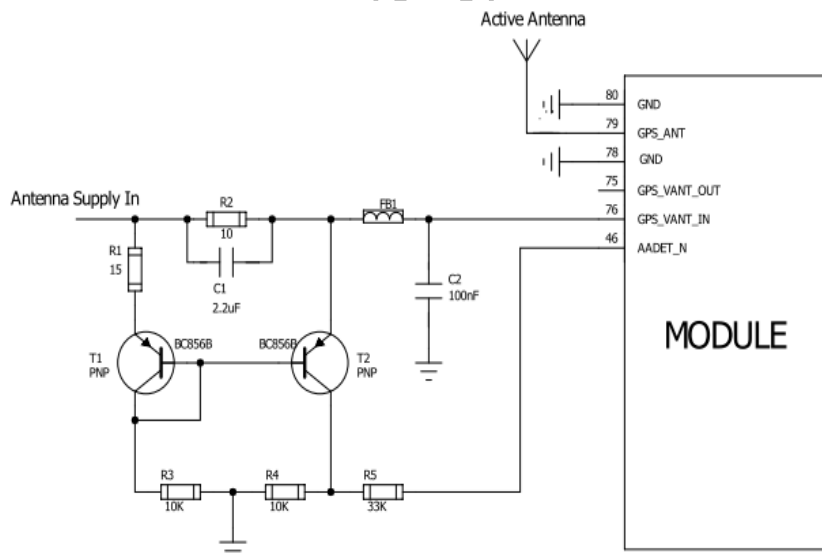 Active Antenna
80
GND
79
GPS_ANT
78
GND
75
GPS_VANT_OUT
Antenna Supply In
R2
10
FB1
76
GPS_VANT_IN
46
AADET_N
R1
15
C1
2.2uF
C2
100nF
MODULE
T1
PNP
BC856B
BC856B
T2
PNP
R3
10K
R4
10K
R5
33K